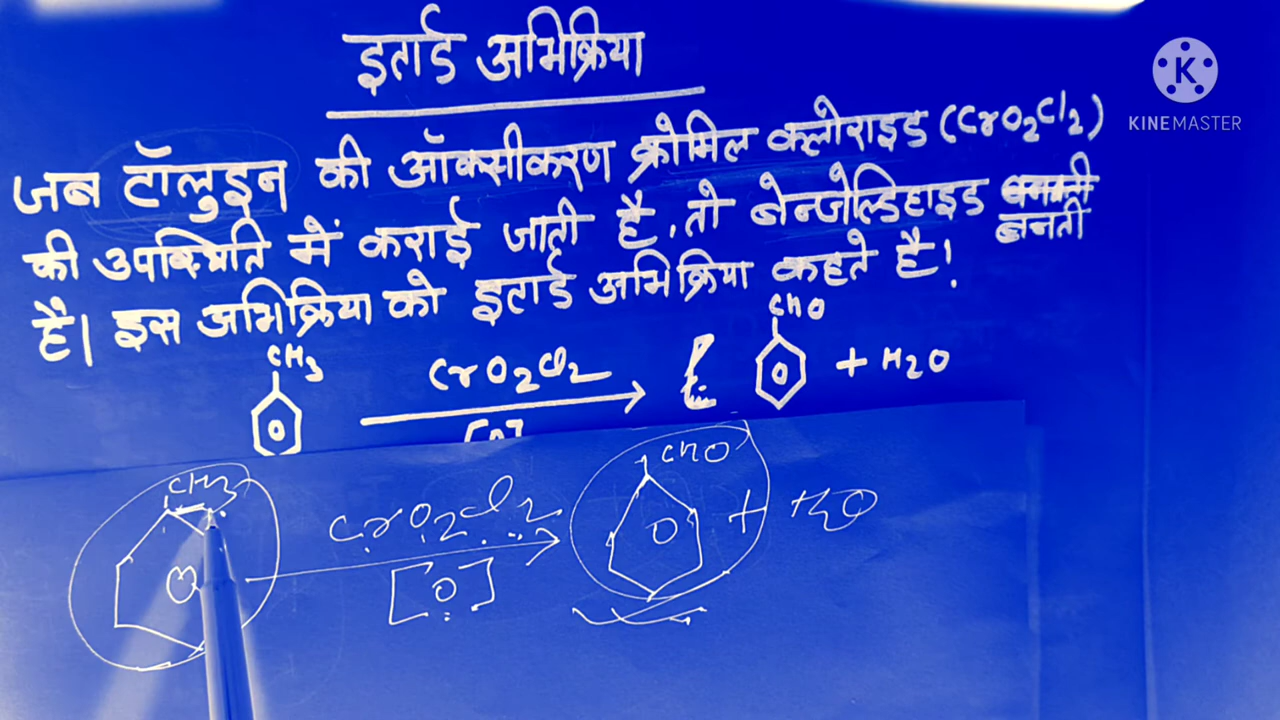 इटार्ड अभिक्रिया
KINEMASTER
जब टॉलुइन की ऑक्सीकरण क्रोमिल क्लोराइड (CrO2Cl2)
की उपस्थिति में कराई जाती है, तो बेन्जेल्डिहाइड बनती
बनती
है। इस अभिक्रिया को इटार्ड अभिक्रिया कहते है!
CH3 CrO2Cl2 CHO + H2O
[O]
CH3 CrO2Cl2 CHO + H2O
[O]